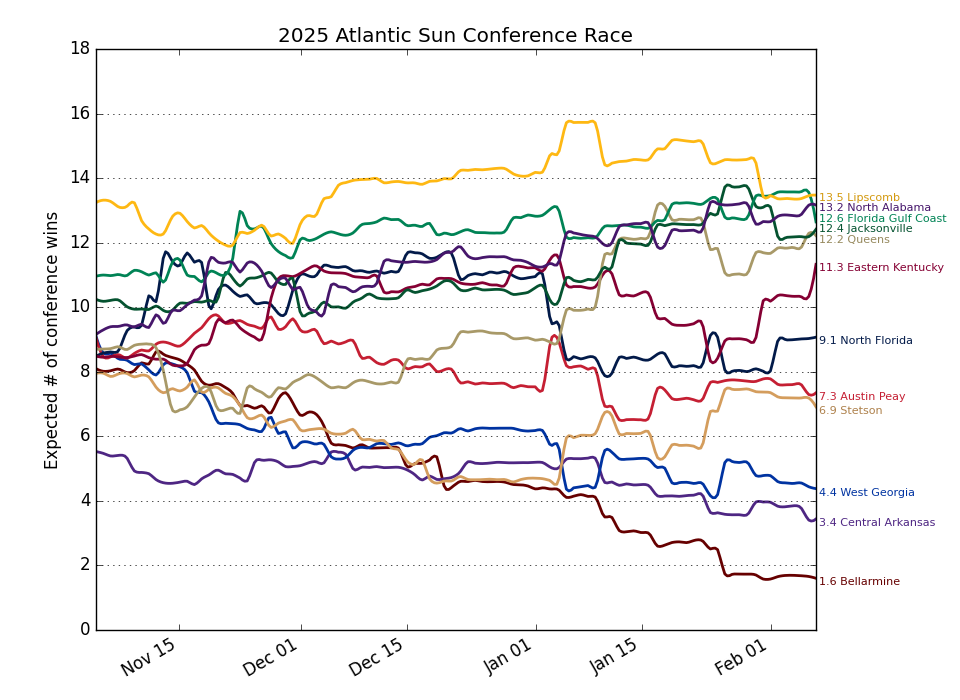 2025 Atlantic Sun Conference Race
Expected # of conference wins
18
16
14
12
10
8
6
4
2
0
Nov 15
Dec 01
Dec 15
Jan 01
Jan 15
Feb 01
13.5 Lipscomb
13.2 North Alabama
12.6 Florida Gulf Coast
12.4 Jacksonville
12.2 Queens
11.3 Eastern Kentucky
9.1 North Florida
7.3 Austin Peay
6.9 Stetson
4.4 West Georgia
3.4 Central Arkansas
1.6 Bellarmine